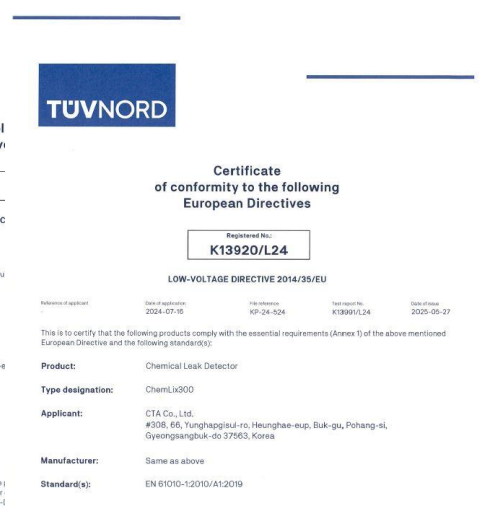 TÜVNORD
Certificate
of conformity to the following
European Directives
Registered No.:
K13920/L24
LOW-VOLTAGE DIRECTIVE 2014/35/EU
Reference of applicant
Date of application
File reference
Test report No.
Date of issue
-
2024-07-16
KP-24-524
K13991/L24
2025-05-27
This is to certify that the following products comply with the essential requirements (Annex 1) of the above mentioned
European Directive and the following standard(s):
Product: Chemical Leak Detector
Type designation: ChemLix300
Applicant: CTA Co., Ltd.
#308, 66, Yunghapgisul-ro, Heunghae-eup, Buk-gu, Pohang-si,
Gyeongsangbuk-do 37563, Korea
Manufacturer: Same as above
Standard(s): EN 61010-1:2010/A1:2019